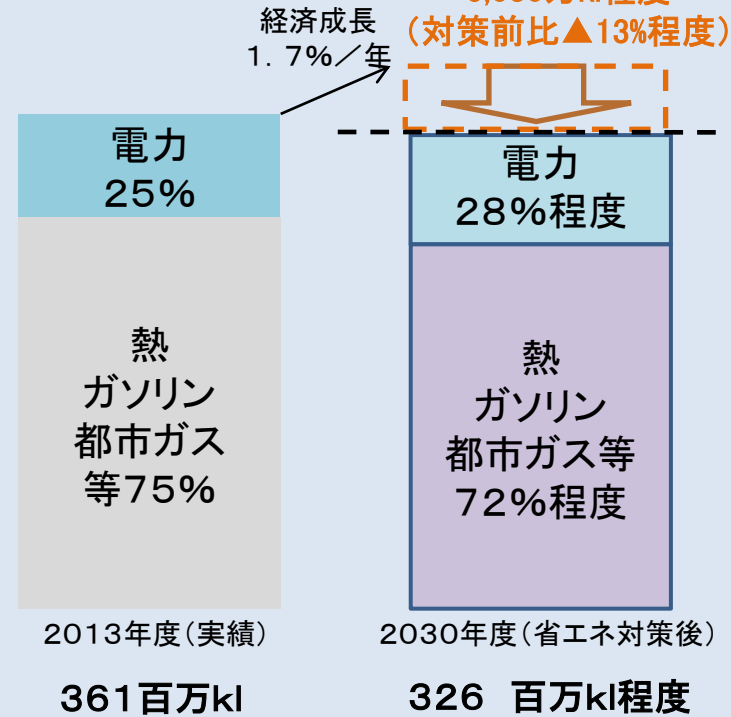 経済成長
1.7%／年
(対策前比▲13%程度)
電力
25%
電力
28%程度
熱
ガソリン
都市ガス
等75%
熱
ガソリン
都市ガス等
72%程度
2013年度(実績)
2030年度(省エネ対策後)
361百万kl
326 百万kl程度